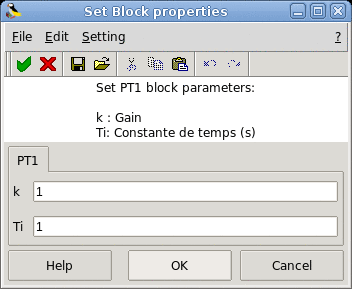 Set Block properties
File Edit Setting ?
Set PT1 block parameters:
k : Gain
Ti: Constante de temps (s)
PT1
k 1
Ti 1
Help OK Cancel